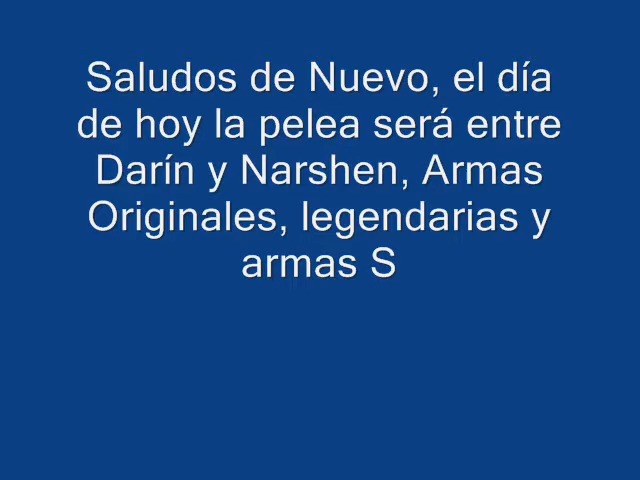 Saludos de Nuevo, el día
de hoy la pelea será entre
Darín y Narshen, Armas
Originales, legendarias y
armas S